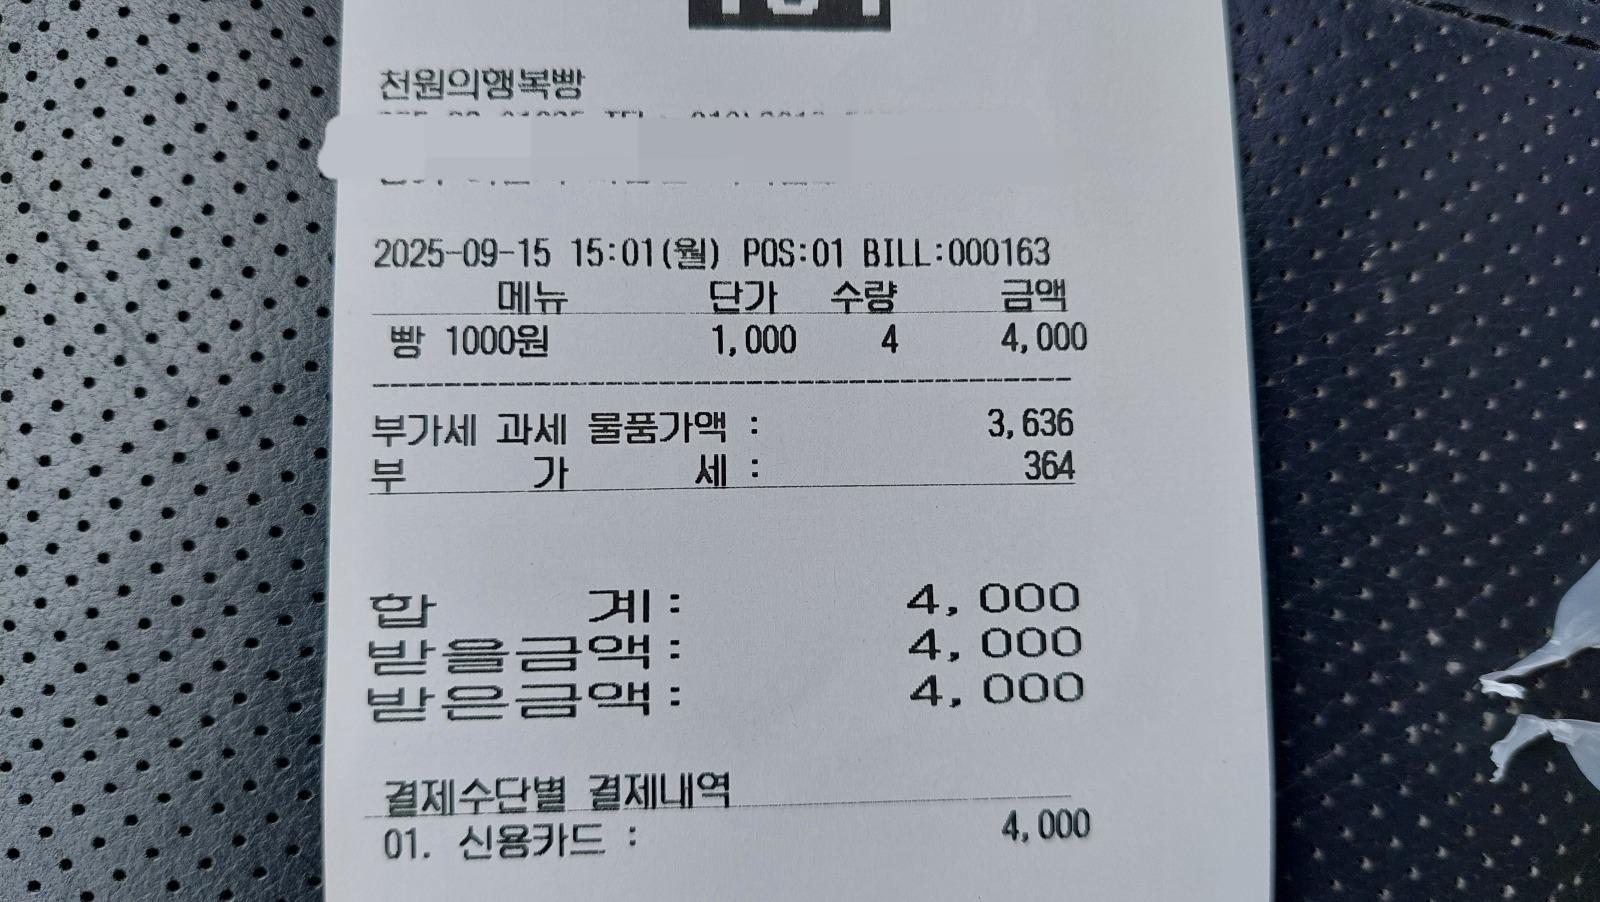 천원의행복빵
2025-09-15 15:01(월) POS:01 BILL:000163
메뉴 단가 수량 금액
빵 1000원 1,000 4 4,000
부가세 과세 물품가액 : 3,636
부 가 세 : 364
합 계 : 4,000
받을금액 : 4,000
받은금액 : 4,000
결제수단별 결제내역
01. 신용카드 : 4,000